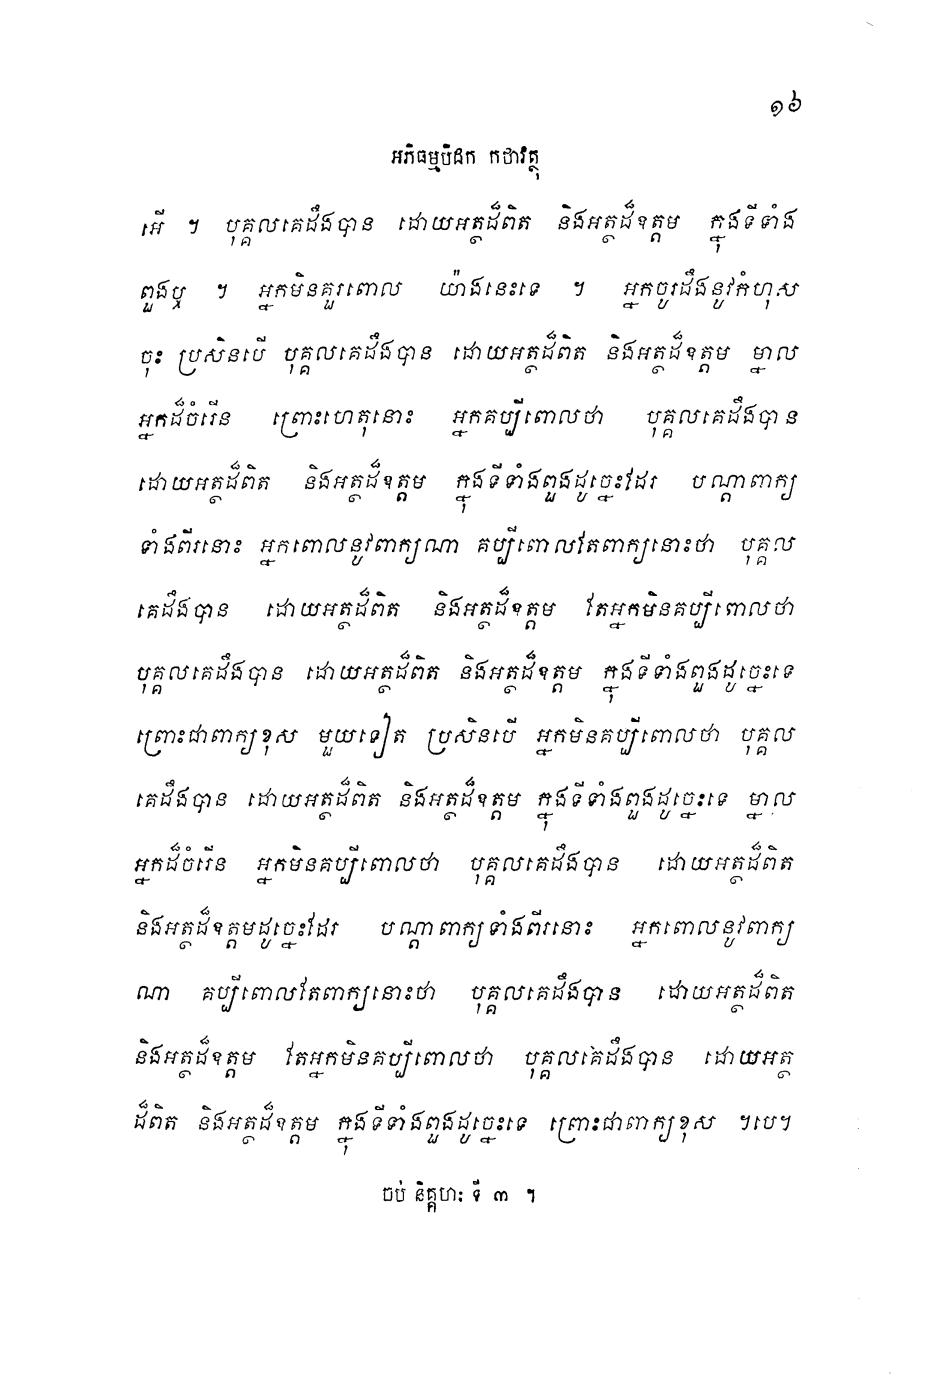 ១៦
អភិធម្មបិដក កថាវត្ថុ
អើ ។ បុគ្គលគេដឹងបាន ដោយអត្ថដ៏ពិត និងអត្ថដ៏ឧត្តម ក្នុងទីទាំង
ពួងឬ ។ អ្នកមិនគួរពោល យ៉ាងនេះទេ ។ អ្នកចូរដឹងនូវកំហុស
ចុះ ប្រសិនបើ បុគ្គលគេដឹងបាន ដោយអត្ថដ៏ពិត និងអត្ថដ៏ឧត្តម ម្នាល
អ្នកដ៏ចំរើន ព្រោះហេតុនោះ អ្នកគប្បីពោលថា បុគ្គលគេដឹងបាន
ដោយអត្ថដ៏ពិត និងអត្ថដ៏ឧត្តម ក្នុងទីទាំងពួងដូច្នេះដែរ បណ្តាពាក្យ
ទាំងពីរនោះ អ្នកពោលនូវពាក្យណា គប្បីពោលតែពាក្យនោះថា បុគ្គល
គេដឹងបាន ដោយអត្ថដ៏ពិត និងអត្ថដ៏ឧត្តម តែអ្នកមិនគប្បីពោលថា
បុគ្គលគេដឹងបាន ដោយអត្ថដ៏ពិត និងអត្ថដ៏ឧត្តម ក្នុងទីទាំងពួងដូច្នេះទេ
ព្រោះជាពាក្យខុស មួយទៀត ប្រសិនបើ អ្នកមិនគប្បីពោលថា បុគ្គល
គេដឹងបាន ដោយអត្ថដ៏ពិត និងអត្ថដ៏ឧត្តម ក្នុងទីទាំងពួងដូច្នេះទេ ម្នាល
អ្នកដ៏ចំរើន អ្នកមិនគប្បីពោលថា បុគ្គលគេដឹងបាន ដោយអត្ថដ៏ពិត
និងអត្ថដ៏ឧត្តមដូច្នេះដែរ បណ្តាពាក្យទាំងពីរនោះ អ្នកពោលនូវពាក្យ
ណា គប្បីពោលតែពាក្យនោះថា បុគ្គលគេដឹងបាន ដោយអត្ថដ៏ពិត
និងអត្ថដ៏ឧត្តម តែអ្នកមិនគប្បីពោលថា បុគ្គលគេដឹងបាន ដោយអត្ថ
ដ៏ពិត និងអត្ថដ៏ឧត្តម ក្នុងទីទាំងពួងដូច្នេះទេ ព្រោះជាពាក្យខុស ។បេ។
ចប់ និគ្គហៈ ទី ៣ ។